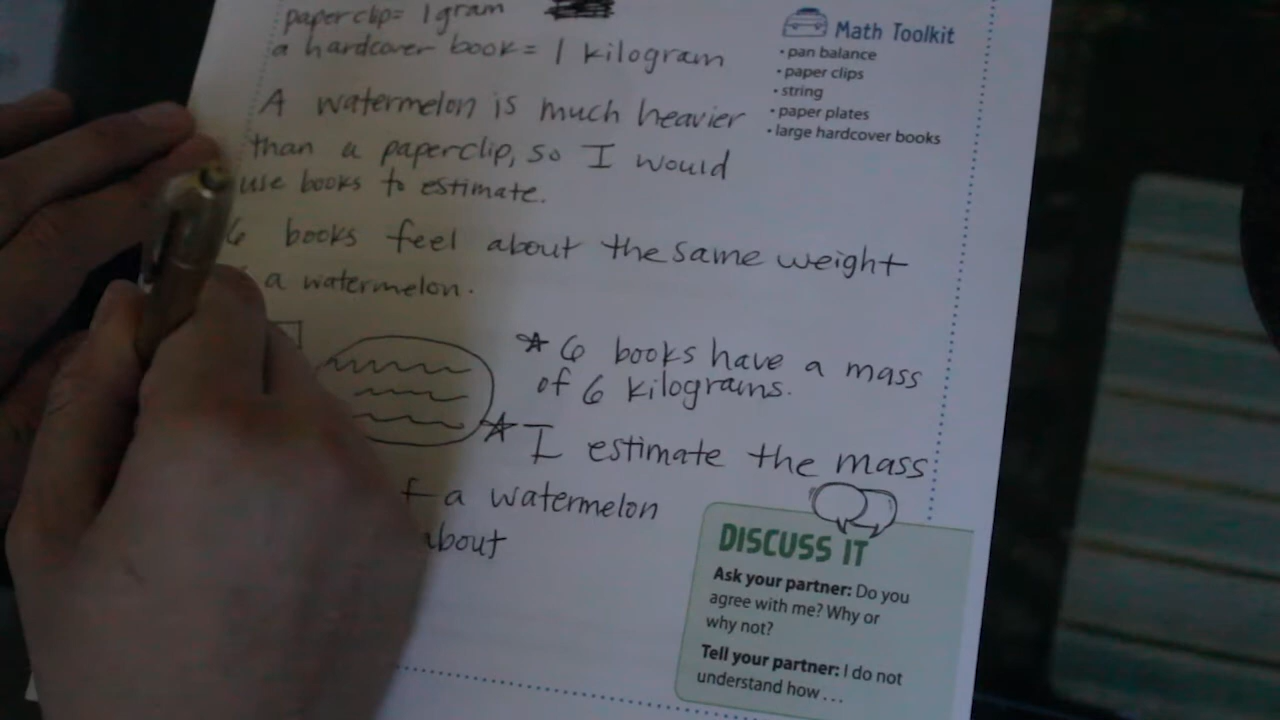 paperclip= 1 gram
a hardcover book = 1 kilogram
A watermelon is much heavier
than a paperclip, so I would
use books to estimate.
6 books feel about the same weight
a watermelon.
* 6 books have a mass
of 6 kilograms.
* I estimate the mass
f a watermelon
about
Math Toolkit
• pan balance
• paper clips
• string
• paper plates
• large hardcover books
DISCUSS IT
Ask your partner: Do you
agree with me? Why or
why not?
Tell your partner: I do not
understand how . . .